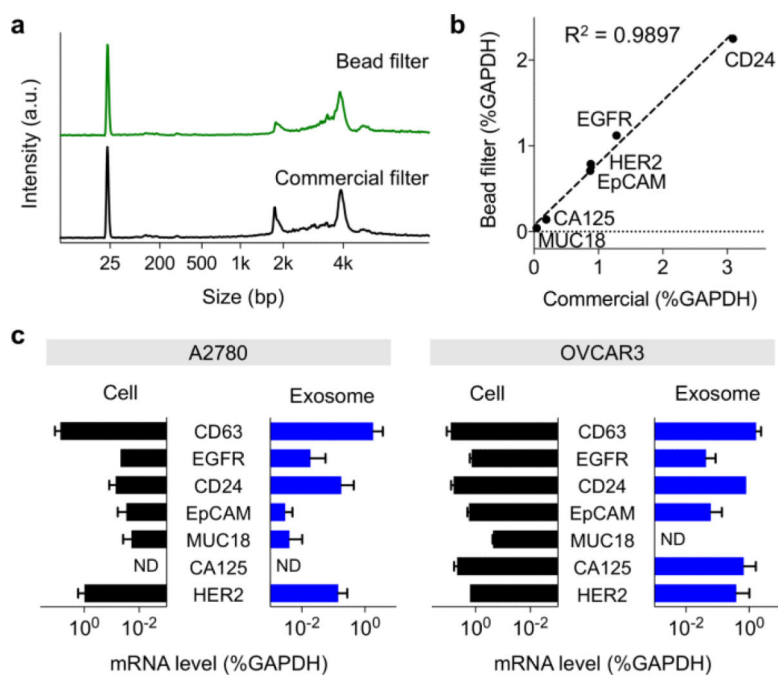 a
Intensity (a.u.)
Bead filter
Commercial filter
25 200 500 1k 2k 4k
Size (bp)
b
Bead filter (%GAPDH)
R² = 0.9897
CD24
EGFR
HER2
EpCAM
CA125
MUC18
2
1
0
0 1 2 3
Commercial (%GAPDH)
c
A2780
Cell Exosome
CD63
EGFR
CD24
EpCAM
MUC18
ND CA125 ND
HER2
10⁰ 10⁻² 10⁻² 10⁰
mRNA level (%GAPDH)
OVCAR3
Cell Exosome
CD63
EGFR
CD24
EpCAM
MUC18 ND
CA125
HER2
10⁰ 10⁻² 10⁻² 10⁰
mRNA level (%GAPDH)